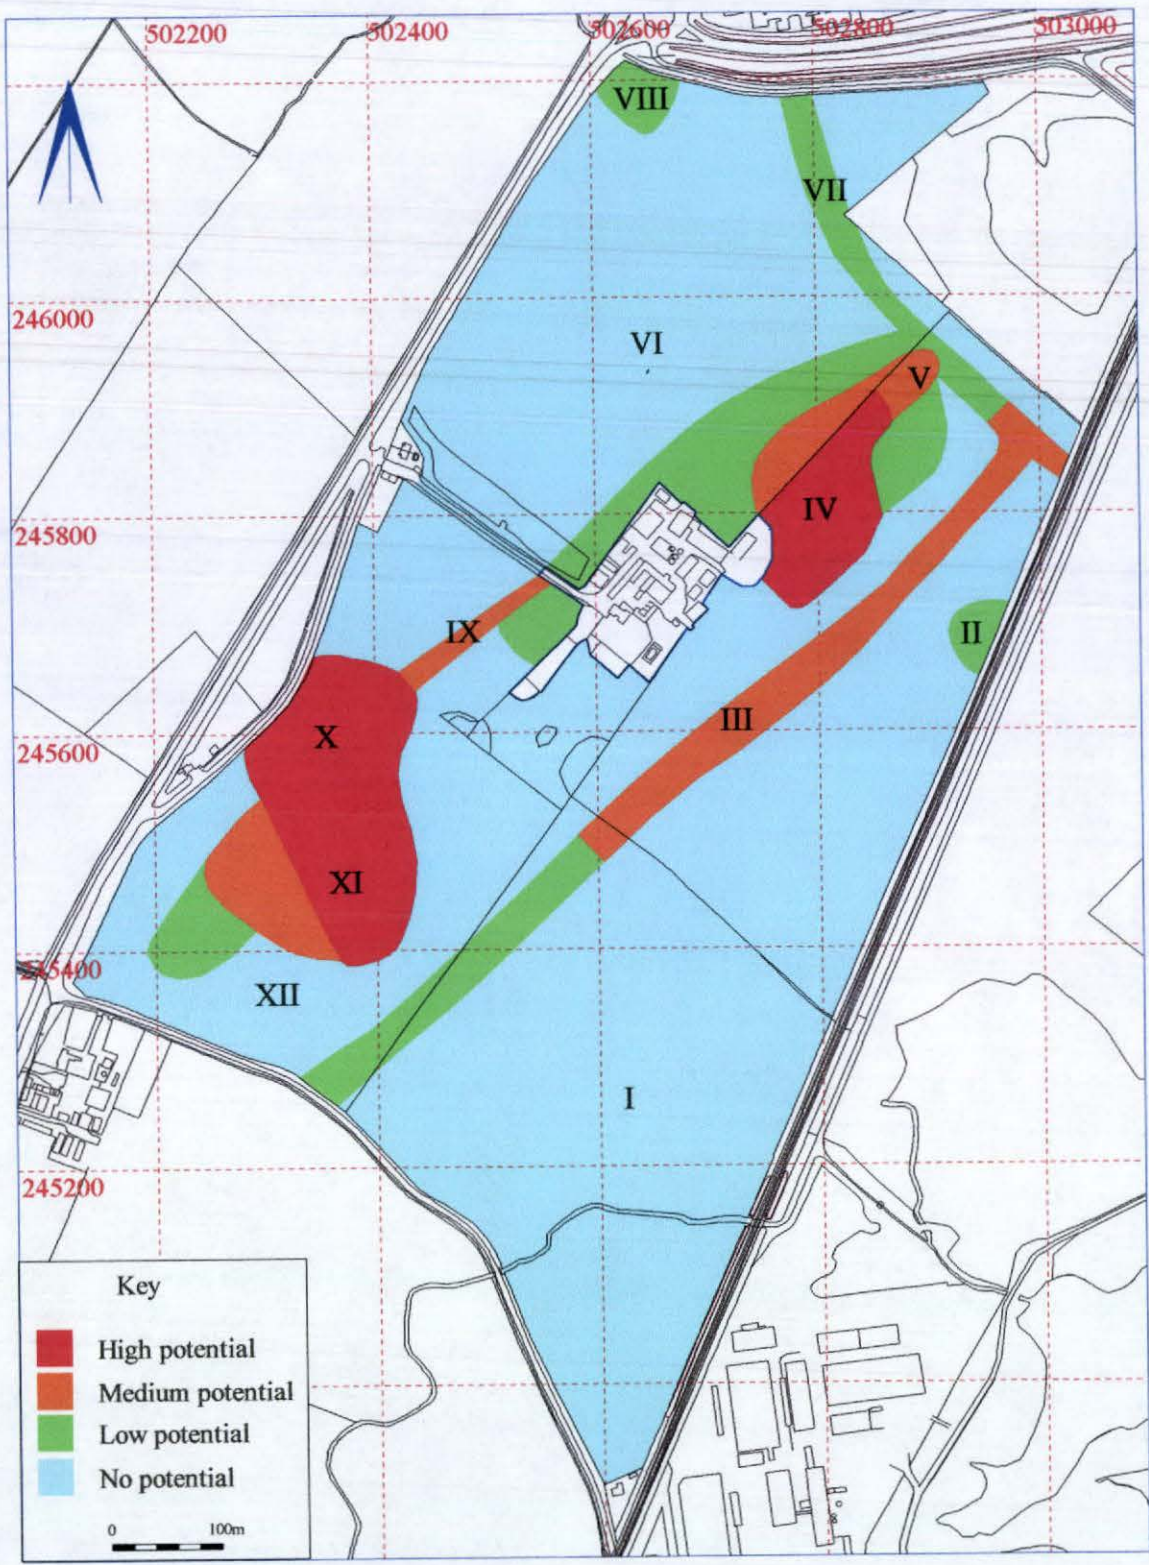 502200 502400 502600 502800 503000
VIII
VII
246000
VI
V
IV
245800
IX
II
III
X
245600
XI
245400
XII
I
245200
Key
High potential
Medium potential
Low potential
No potential
0 100m